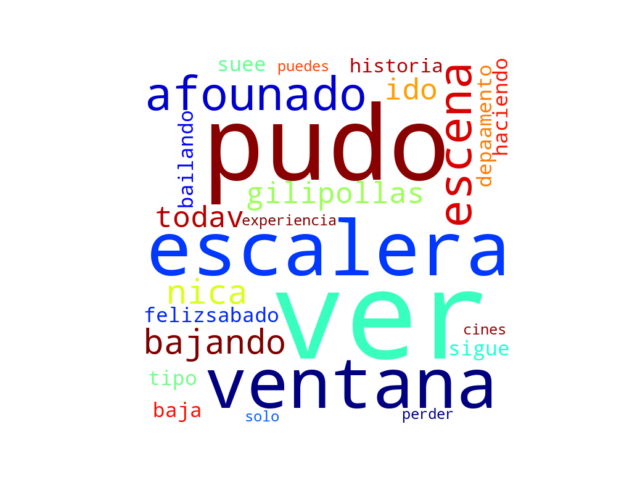 suee puedes historia
afounado ido
pudo
escena
depaamento
haciendo
bailando
gilipollas
todav experiencia
escalera
nica
ver
felizsabado
bajando
cines
sigue
tipo
ventana
baja solo perder